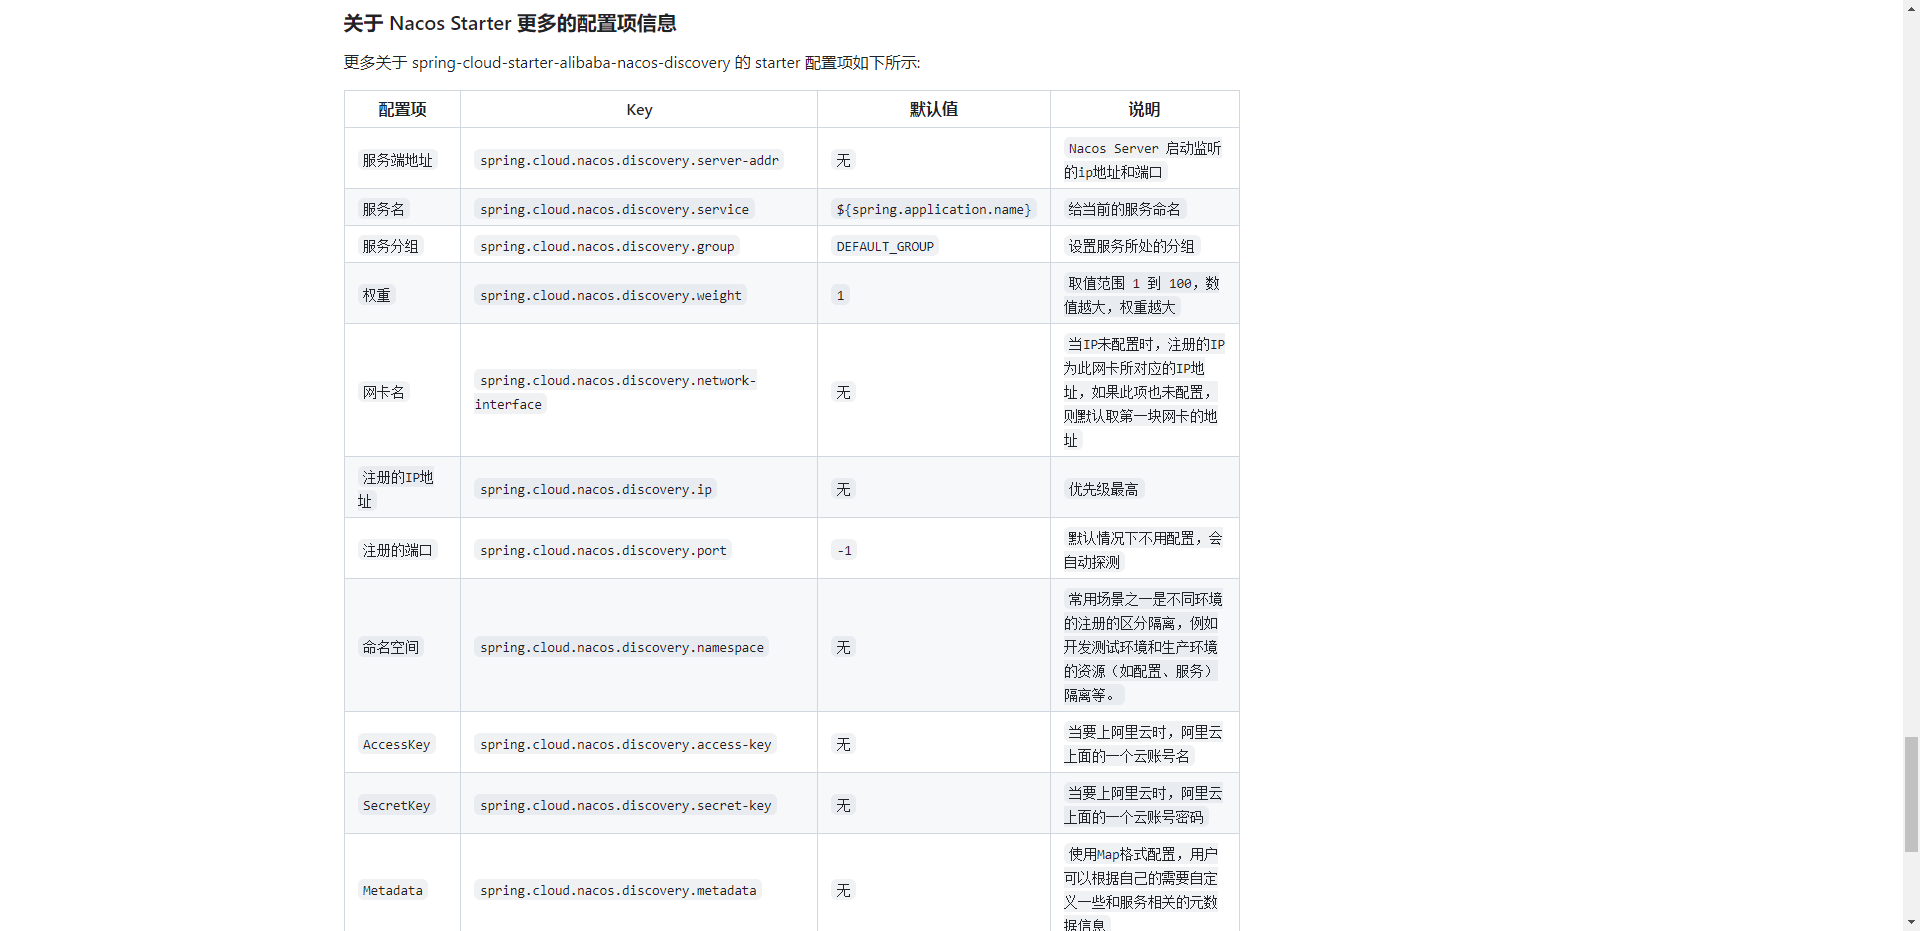 关于 Nacos Starter 更多的配置项信息
更多关于 spring-cloud-starter-alibaba-nacos-discovery 的 starter 配置项如下所示:
配置项 Key 默认值 说明
服务端地址 spring.cloud.nacos.discovery.server-addr 无 Nacos Server 启动监听
的ip地址和端口
服务名 spring.cloud.nacos.discovery.service ${spring.application.name} 给当前的服务命名
服务分组 spring.cloud.nacos.discovery.group DEFAULT_GROUP 设置服务所处的分组
权重 spring.cloud.nacos.discovery.weight 1 取值范围 1 到 100，数
值越大，权重越大
网卡名 spring.cloud.nacos.discovery.network-
interface 无 当IP未配置时，注册的IP
为此网卡所对应的IP地
址，如果此项也未配置，
则默认取第一块网卡的地
址
注册的IP地
址 spring.cloud.nacos.discovery.ip 无 优先级最高
注册的端口 spring.cloud.nacos.discovery.port -1 默认情况下不用配置，会
自动探测
命名空间 spring.cloud.nacos.discovery.namespace 无 常用场景之一是不同环境
的注册的区分隔离，例如
开发测试环境和生产环境
的资源（如配置、服务）
隔离等。
AccessKey spring.cloud.nacos.discovery.access-key 无 当要上阿里云时，阿里云
上面的一个云账号名
SecretKey spring.cloud.nacos.discovery.secret-key 无 当要上阿里云时，阿里云
上面的一个云账号密码
Metadata spring.cloud.nacos.discovery.metadata 无 使用Map格式配置，用户
可以根据自己的需要自定
义一些和服务相关的元数
据信息